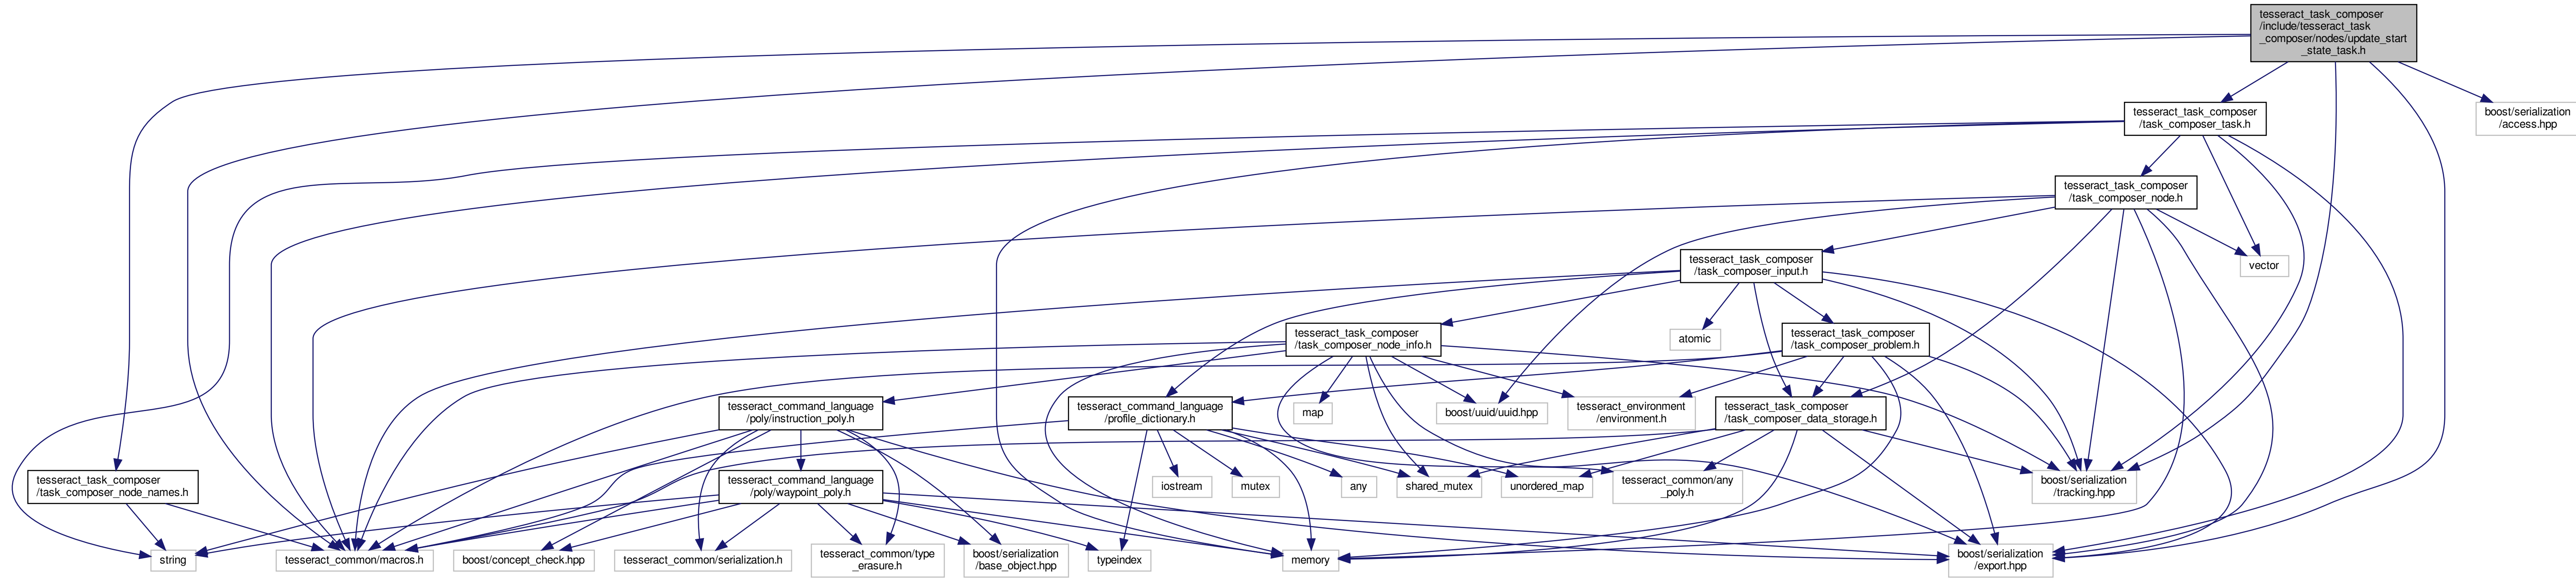 tesseract_task_composer
/include/tesseract_task
_composer/nodes/update_start
_state_task.h
tesseract_task_composer
/task_composer_task.h
boost/serialization
/access.hpp
tesseract_task_composer
/task_composer_node.h
tesseract_task_composer
/task_composer_input.h
vector
tesseract_task_composer
/task_composer_node_info.h
atomic
tesseract_task_composer
/task_composer_problem.h
tesseract_command_language
/poly/instruction_poly.h
tesseract_command_language
/profile_dictionary.h
map
boost/uuid/uuid.hpp
tesseract_environment
/environment.h
tesseract_task_composer
/task_composer_data_storage.h
tesseract_task_composer
/task_composer_node_names.h
tesseract_command_language
/poly/waypoint_poly.h
iostream
mutex
any
shared_mutex
unordered_map
tesseract_common/any
_poly.h
boost/serialization
/tracking.hpp
string
tesseract_common/macros.h
boost/concept_check.hpp
tesseract_common/serialization.h
tesseract_common/type
_erasure.h
boost/serialization
/base_object.hpp
typeindex
memory
boost/serialization
/export.hpp